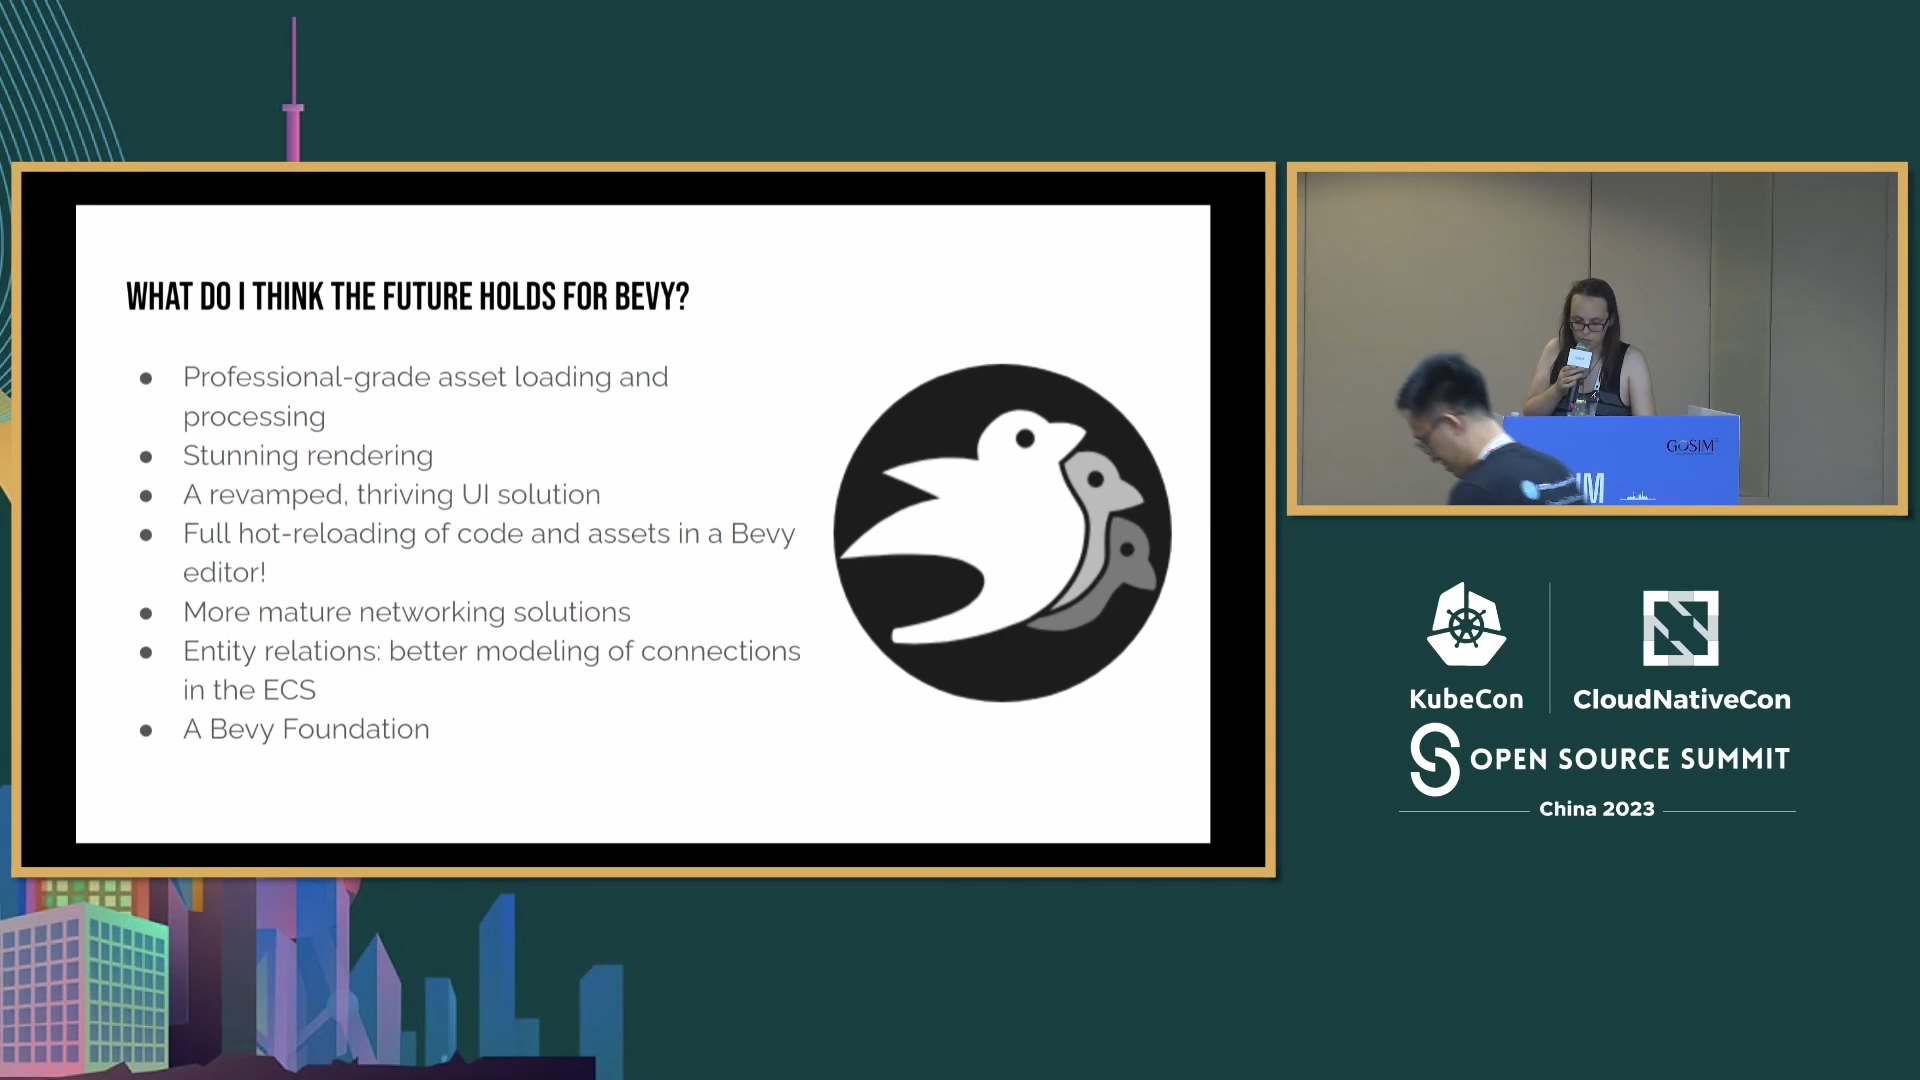 WHAT DO I THINK THE FUTURE HOLDS FOR BEVY?
● Professional-grade asset loading and
processing
● Stunning rendering
● A revamped, thriving UI solution
● Full hot-reloading of code and assets in a Bevy
editor!
● More mature networking solutions
● Entity relations: better modeling of connections
in the ECS
● A Bevy Foundation
GOSIM
IM
KubeCon
CloudNativeCon
OPEN SOURCE SUMMIT
China 2023